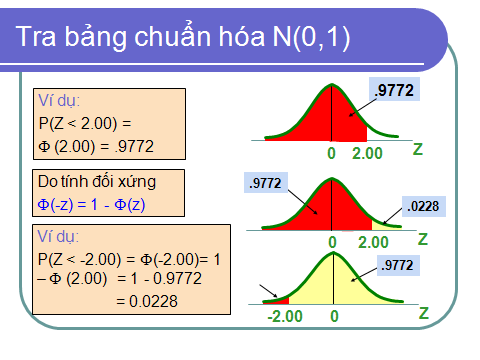 Tra bảng chuẩn hóa N(0,1)
Ví dụ:
P(Z < 2.00) =
Φ (2.00) = .9772
.9772
0 2.00 Z
Do tính đối xứng
Φ(-z) = 1 - Φ(z)
.9772
.0228
0 2.00 Z
Ví dụ:
P(Z < -2.00) = Φ(-2.00)= 1
– Φ (2.00) = 1 - 0.9772
= 0.0228
.9772
-2.00 0 Z